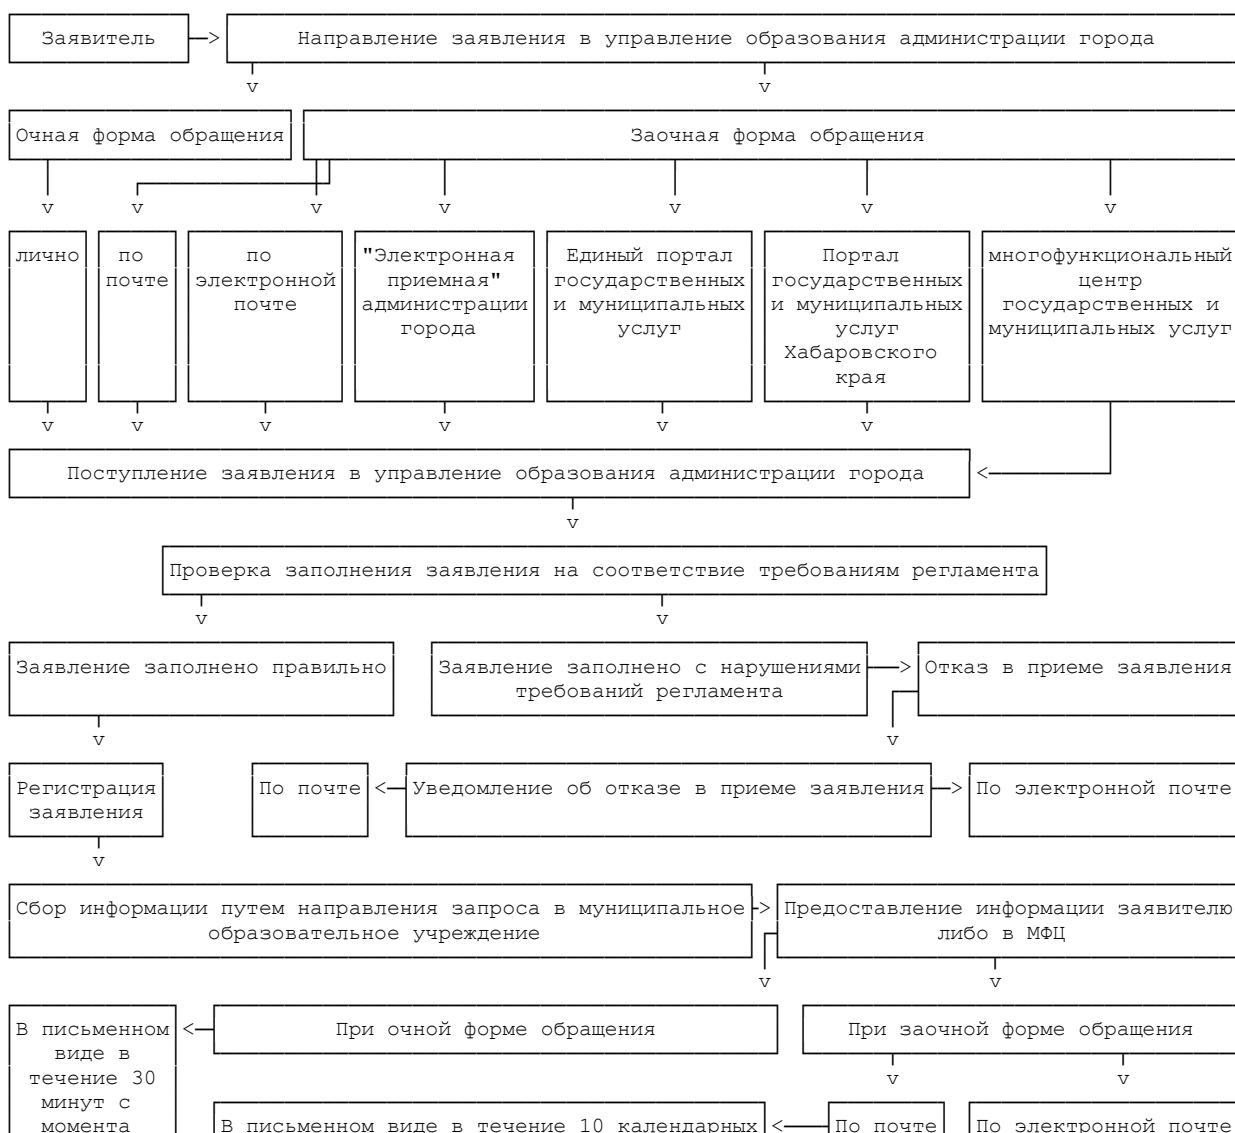 Заявитель
Направление заявления в управление образования администрации города
Очная форма обращения
Заочная форма обращения
лично
по
почте
по
электронной
почте
"Электронная
приемная"
администрации
города
Единый портал
государственных
и муниципальных
услуг
Портал
государственных
и муниципальных
услуг
Хабаровского
края
многофункциональный
центр
государственных и
муниципальных услуг
Поступление заявления в управление образования администрации города
Проверка заполнения заявления на соответствие требованиям регламента
Заявление заполнено правильно
Заявление заполнено с нарушениями
требований регламента
Отказ в приеме заявления
Регистрация
заявления
По почте
Уведомление об отказе в приеме заявления
По электронной почте
Сбор информации путем направления запроса в муниципальное
образовательное учреждение
Предоставление информации заявителю
либо в МФЦ
В письменном
виде в
течение 30
минут с
момента
При очной форме обращения
При заочной форме обращения
В письменном виде в течение 10 календарных
По почте
По электронной почте